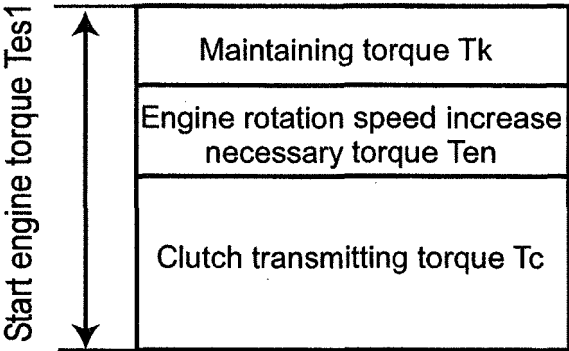 Start engine torque Tes1
Maintaining torque Tk
Engine rotation speed increase
necessary torque Ten
Clutch transmitting torque Tc